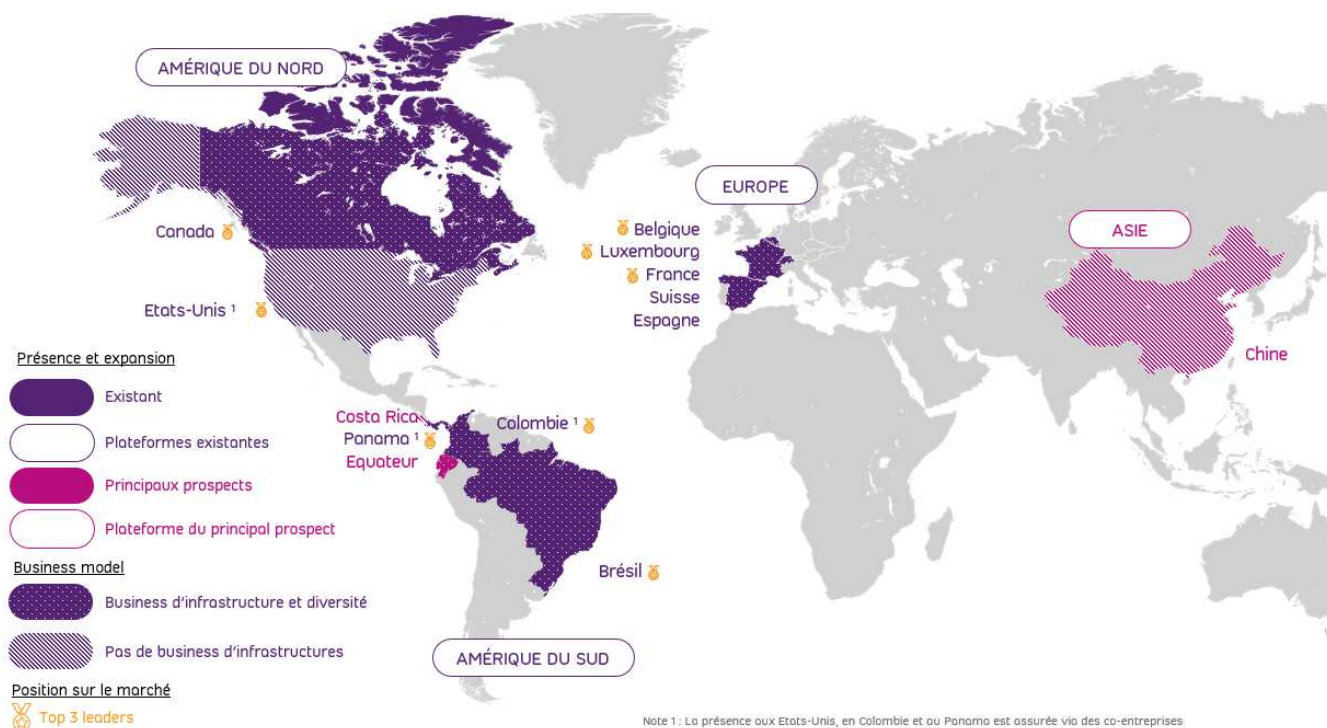 AMÉRIQUE DU NORD
EUROPE
ASIE
Canada
Etats-Unis ¹
Belgique
Luxembourg
France
Suisse
Espagne
Chine
Présence et expansion
Existant
Plateformes existantes
Principaux prospects
Plateforme du principal prospect
Business model
Business d'infrastructure et diversité
Pas de business d'infrastructures
Position sur le marché
Top 3 leaders
Costa Rica
Panama ¹
Equateur
Colombie ¹
Brésil
AMÉRIQUE DU SUD
Note 1 : La présence aux Etats-Unis, en Colombie et au Panama est assurée via des co-entreprises